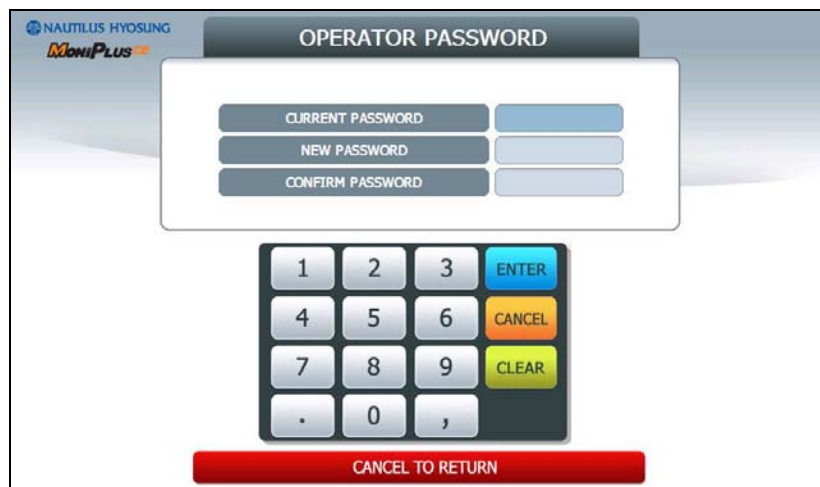 NAUTILUS HYOSUNG
MONiPLUS CE
OPERATOR PASSWORD
CURRENT PASSWORD
NEW PASSWORD
CONFIRM PASSWORD
1 2 3 ENTER
4 5 6 CANCEL
7 8 9 CLEAR
. 0 ,
CANCEL TO RETURN